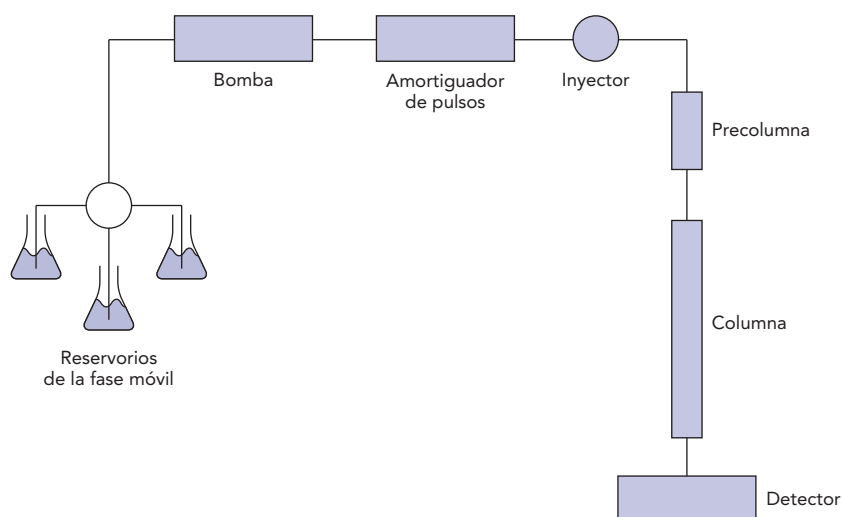 Bomba
Amortiguador
de pulsos
Inyector
Precolumna
Columna
Reservorios
de la fase móvil
Detector